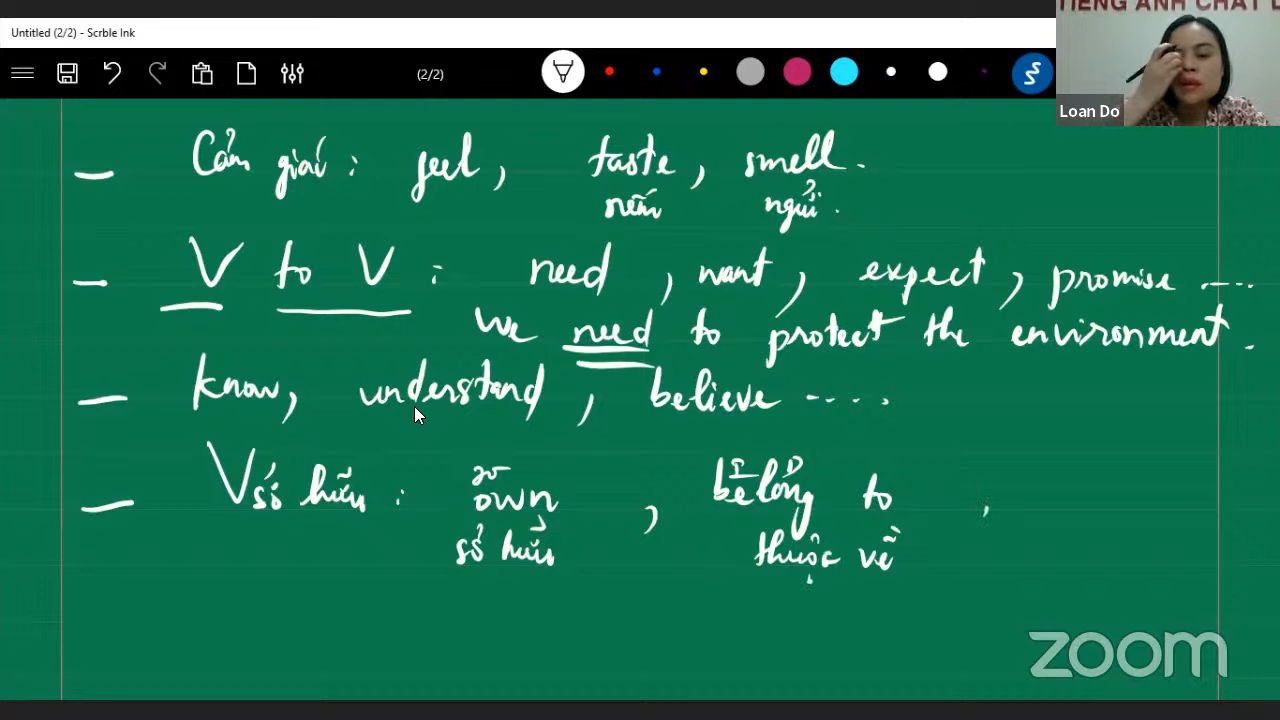 TIẾNG ANH CHẤT L
Untitled (2/2) - Scrble Ink
(2/2)
Loan Do
- Cảm giác : feel, taste, smell.
nếm ngửi.
- V to V : need, want, expect, promise ....
We need to protect the environment.
- know, understand, believe ....
- V sở hữu : own, belong to,
sở hữu thuộc về
zoom